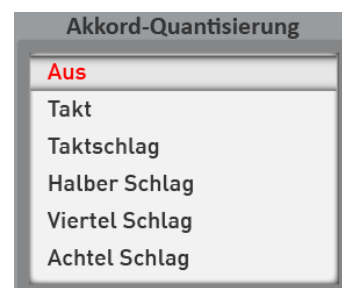 Akkord-Quantisierung
Aus
Takt
Taktschlag
Halber Schlag
Viertel Schlag
Achtel Schlag